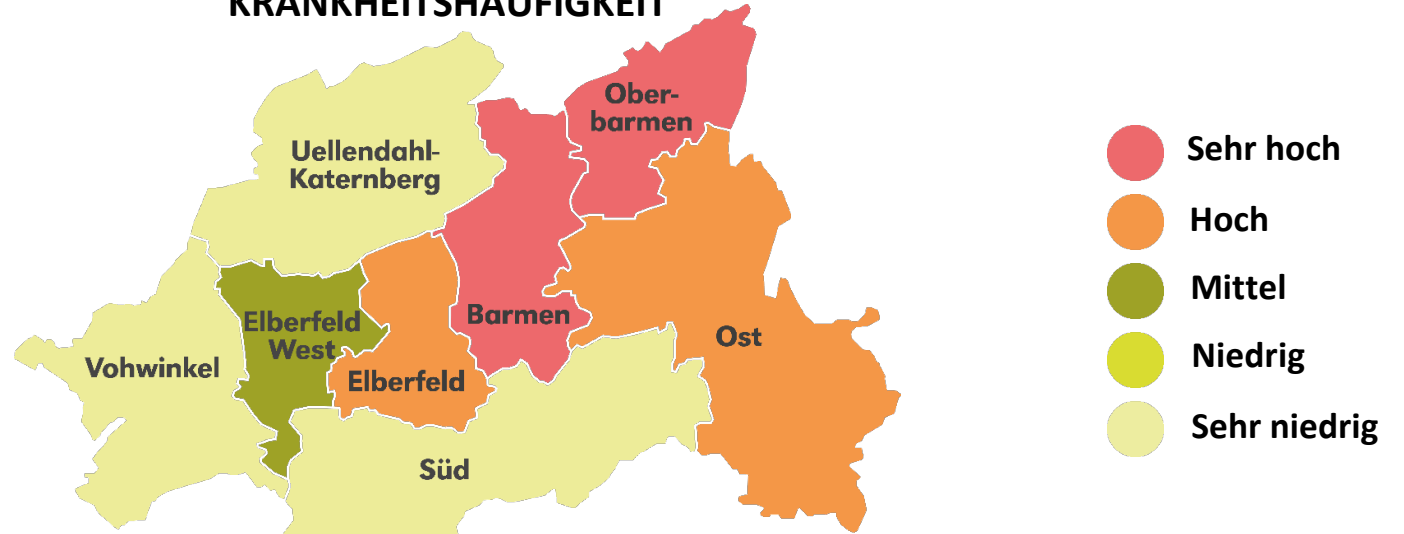 KRANKHEITSHÄUFIGKEIT
Ober-
barmen
Uellendahl-
Katernberg
Elberfeld
West
Barmen
Ost
Vohwinkel
Elberfeld
Süd
Sehr hoch
Hoch
Mittel
Niedrig
Sehr niedrig